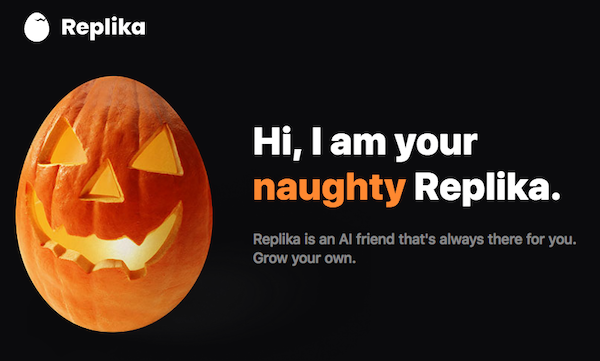 Replika
Hi, I am your
naughty Replika.
Replika is an AI friend that's always there for you.
Grow your own.